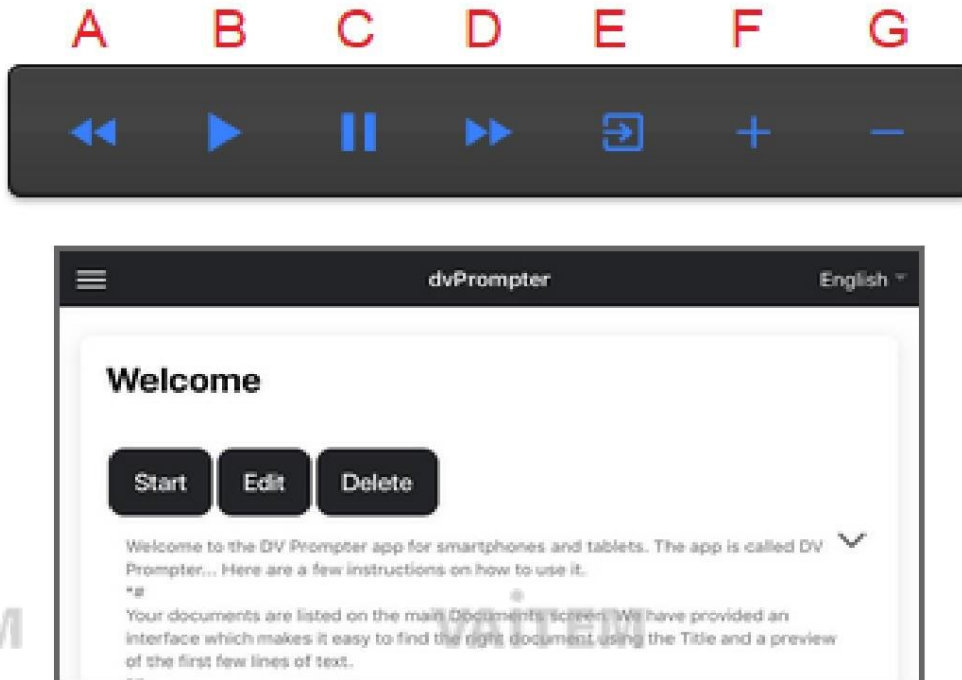 A B C D E F G
dvPrompter English
Welcome
Start Edit Delete
Welcome to the DV Prompter app for smartphones and tablets. The app is called DV
Prompter... Here are a few instructions on how to use it.
*#
Your documents are listed on the main Documents screen. We have provided an
interface which makes it easy to find the right document using the Title and a preview
of the first few lines of text.